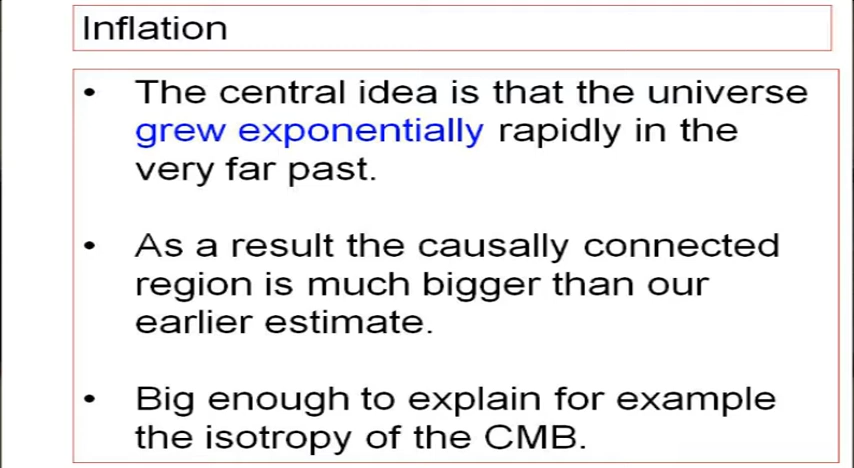 Inflation
• The central idea is that the universe
grew exponentially rapidly in the
very far past.
• As a result the causally connected
region is much bigger than our
earlier estimate.
• Big enough to explain for example
the isotropy of the CMB.